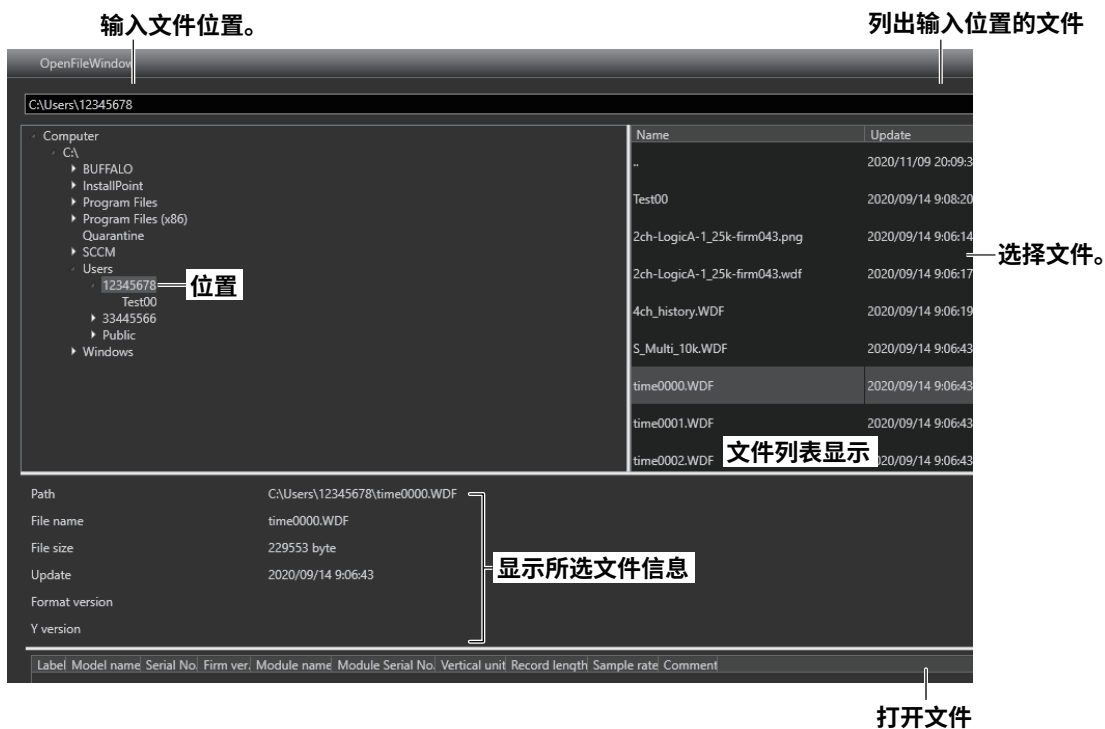 输入文件位置。
列出输入位置的文件
OpenFileWindow
C:\Users\12345678
Computer
C:\
BUFFALO
InstallPoint
Program Files
Program Files (x86)
Quarantine
SCCM
Users
12345678
位置
Test00
33445566
Public
Windows
Name Update
.. 2020/11/09 20:09:3
Test00 2020/09/14 9:08:20
2ch-LogicA-1_25k-firm043.png 2020/09/14 9:06:14
选择文件。
2ch-LogicA-1_25k-firm043.wdf 2020/09/14 9:06:17
4ch_history.WDF 2020/09/14 9:06:19
S_Multi_10k.WDF 2020/09/14 9:06:43
time0000.WDF 2020/09/14 9:06:43
time0001.WDF 2020/09/14 9:06:43
文件列表显示
time0002.WDF 020/09/14 9:06:43
Path C:\Users\12345678\time0000.WDF
File name time0000.WDF
File size 229553 byte
显示所选文件信息
Update 2020/09/14 9:06:43
Format version
Y version
Label Model name Serial No. Firm ver. Module name Module Serial No. Vertical unit Record length Sample rate Comment
打开文件